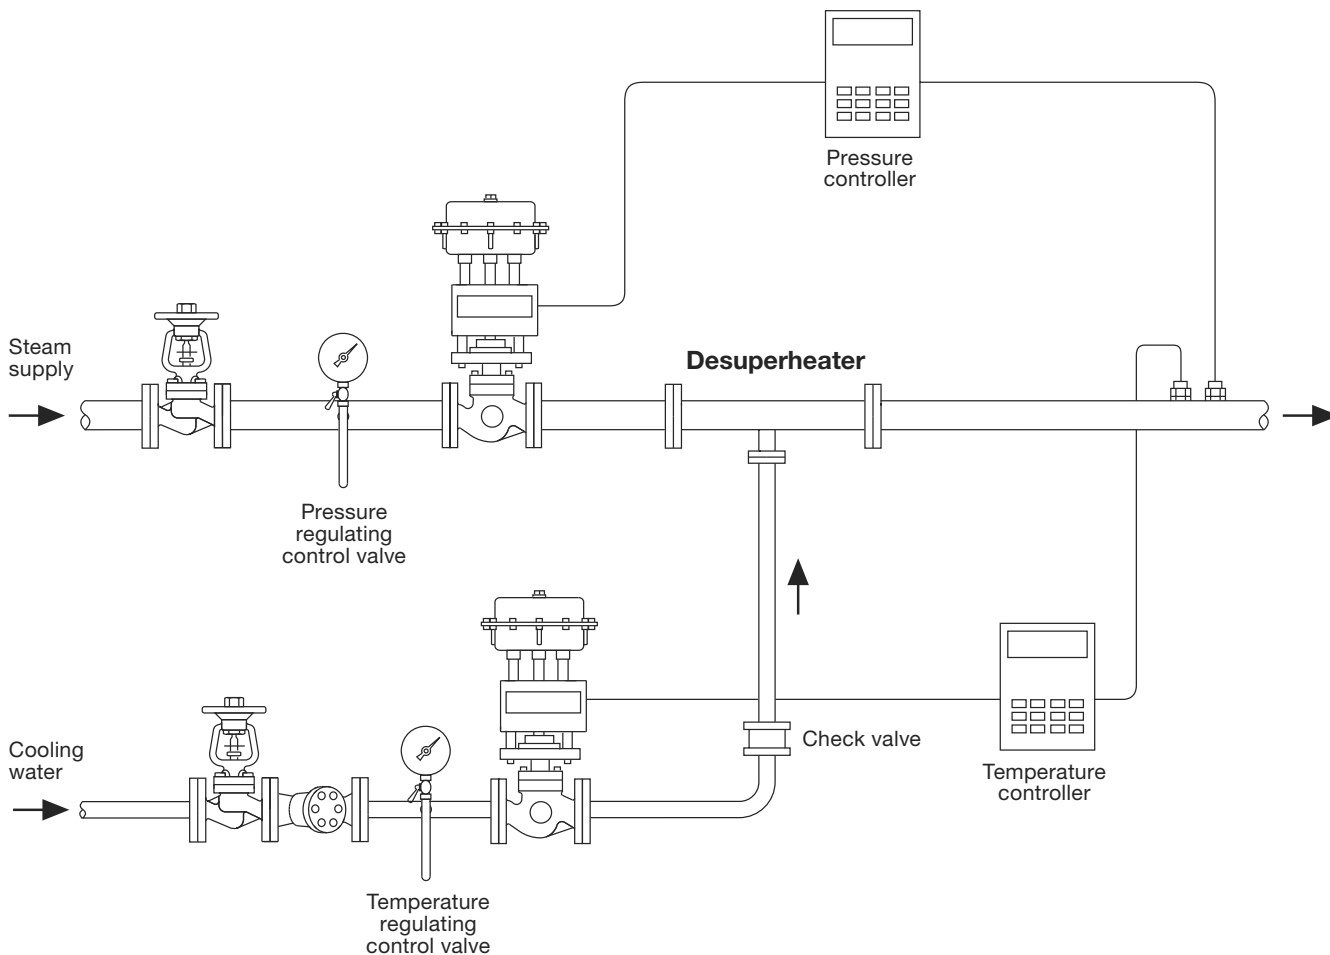 Pressure
controller
Steam
supply
Desuperheater
Pressure
regulating
control valve
Cooling
water
Check valve
Temperature
controller
Temperature
regulating
control valve